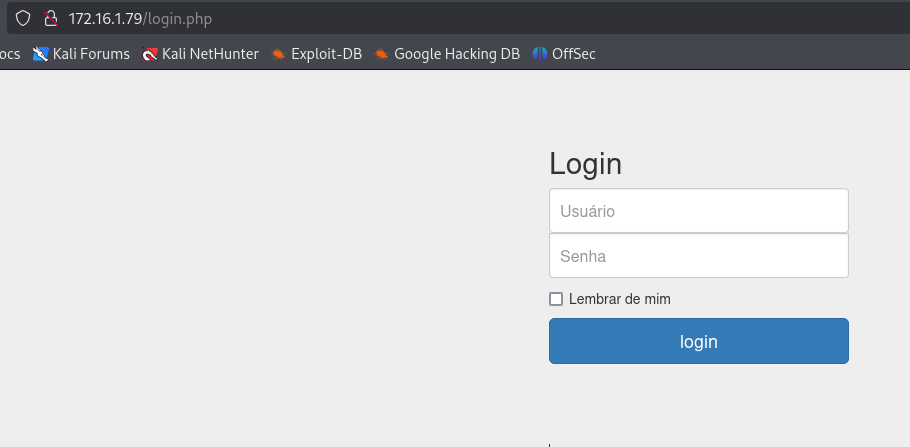 172.16.1.79/login.php
ocs Kali Forums Kali NetHunter Exploit-DB Google Hacking DB OffSec
Login
Usuário
Senha
Lembrar de mim
login